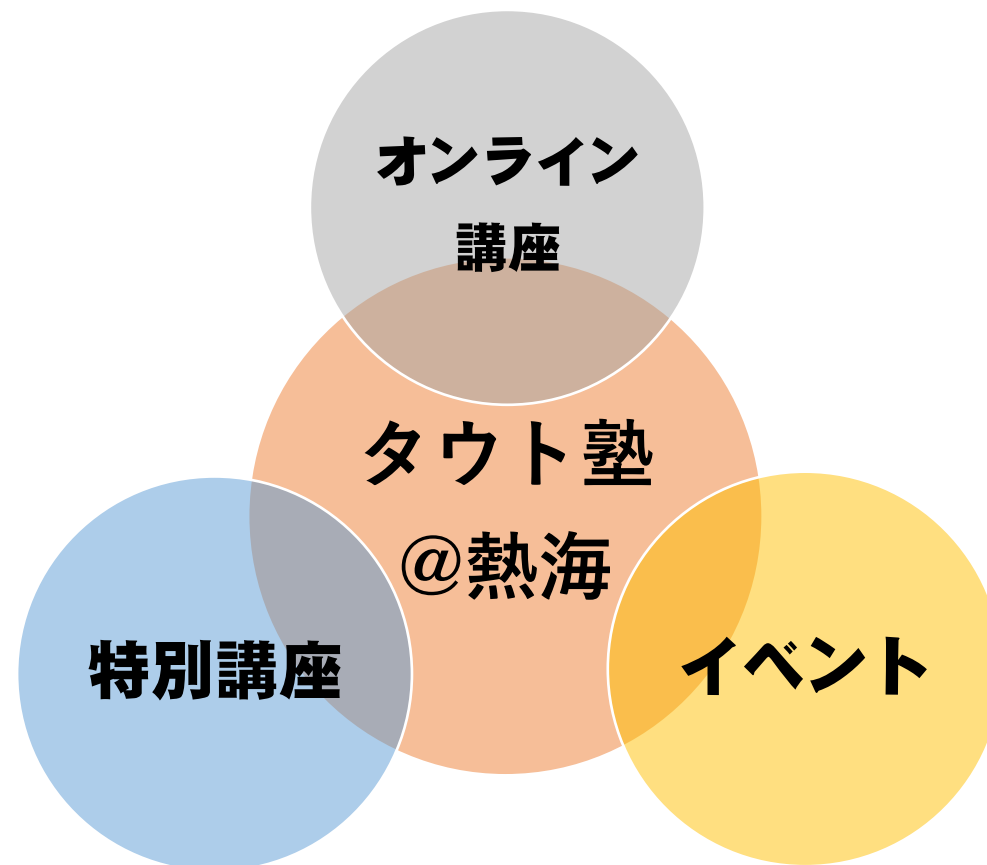 オンライン
講座
タウト塾
@熱海
特別講座
イベント